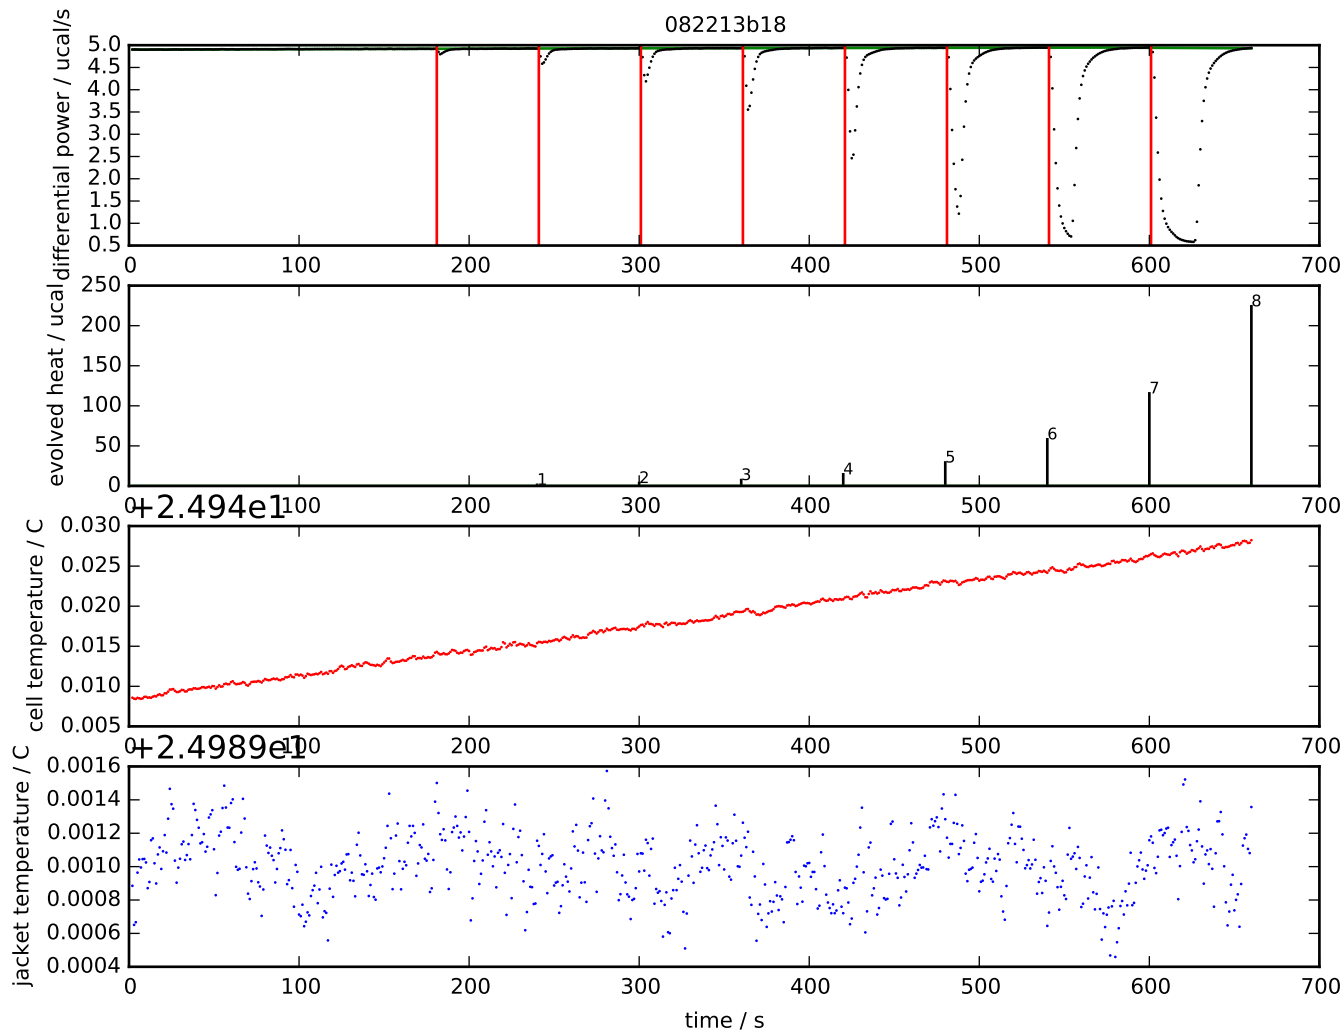 082213b18
differential power / ucal/s
5.0
4.5
4.0
3.5
3.0
2.5
2.0
1.5
1.0
0.5
0 100 200 300 400 500 600 700
evolved heat / ucal
250
200
150
100
50
0
1 2 3 4 5 6 7 8
0 100 200 300 400 500 600 700
+2.494e1
cell temperature / C
0.030
0.025
0.020
0.015
0.010
0.005
0 100 200 300 400 500 600 700
+2.4989e1
jacket temperature / C
0.0016
0.0014
0.0012
0.0010
0.0008
0.0006
0.0004
0 100 200 300 400 500 600 700
time / s